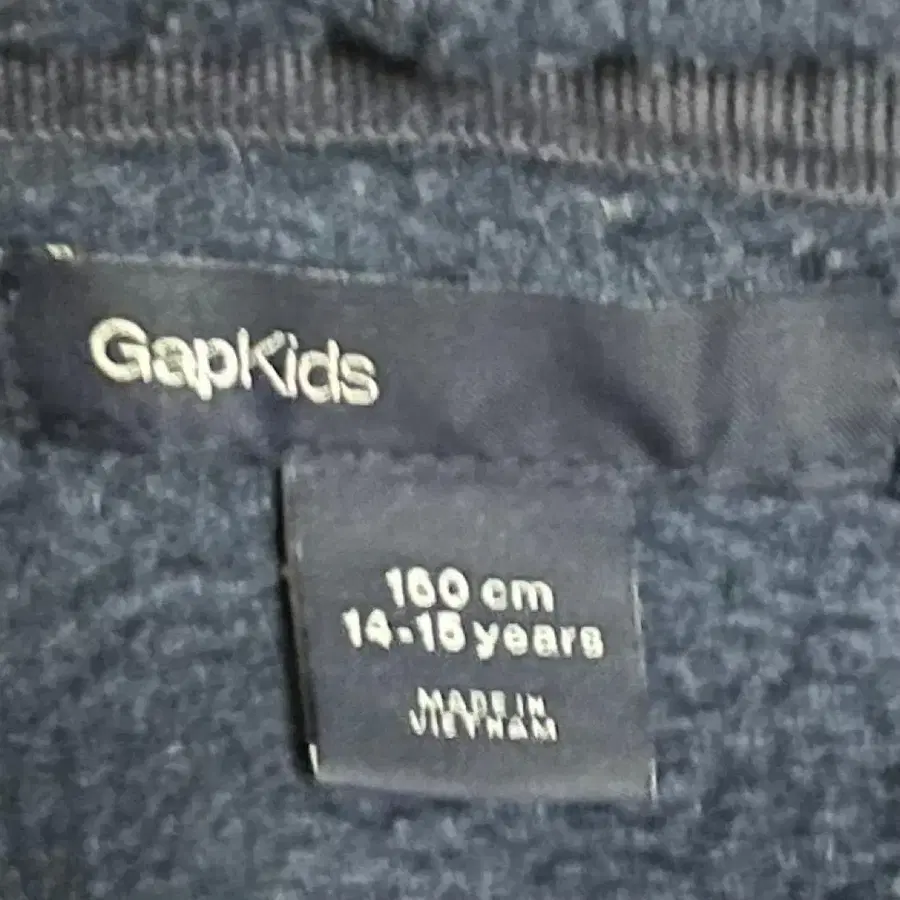 GapKids
160 cm
14-15 years
MADE IN
VIETNAM